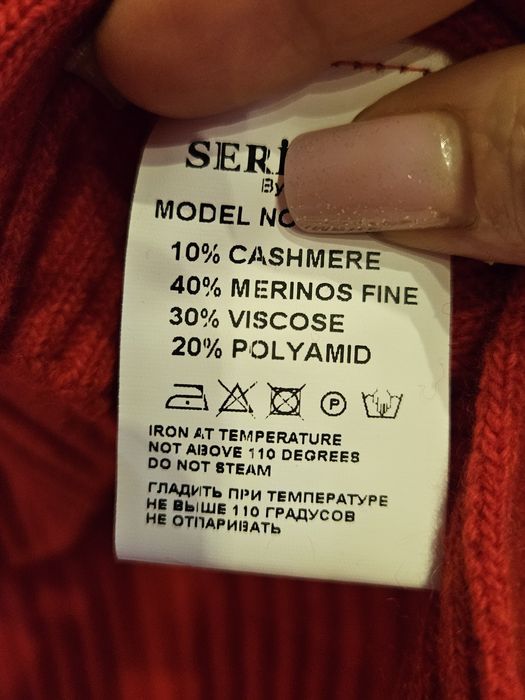 By
MODEL
10% CASHMERE
40% MERINOS FINE
30% VISCOSE
20% POLYAMID
P
IRON AT TEMPERATURE
NOT ABOVE 110 DEGREES
DO NOT STEAM
ГЛАДИТЬ ПРИ ТЕМПЕРАТУРЕ
НЕ ВЫШЕ 110 ГРАДУСОВ
НЕ ОТПАРИВАТЬ